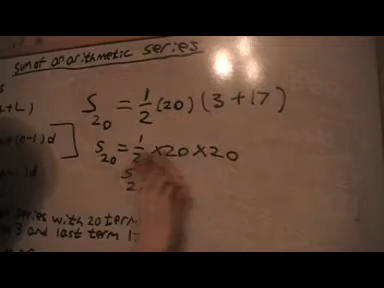 sum of an arithmetic series
S₂₀ = 1/2 (20) (3 + 17)
+L)
S₂₀ = 1/2 × 20 × 20
+(n-1)d
S
2
-1)d
series with 20 term
3 and last term 1